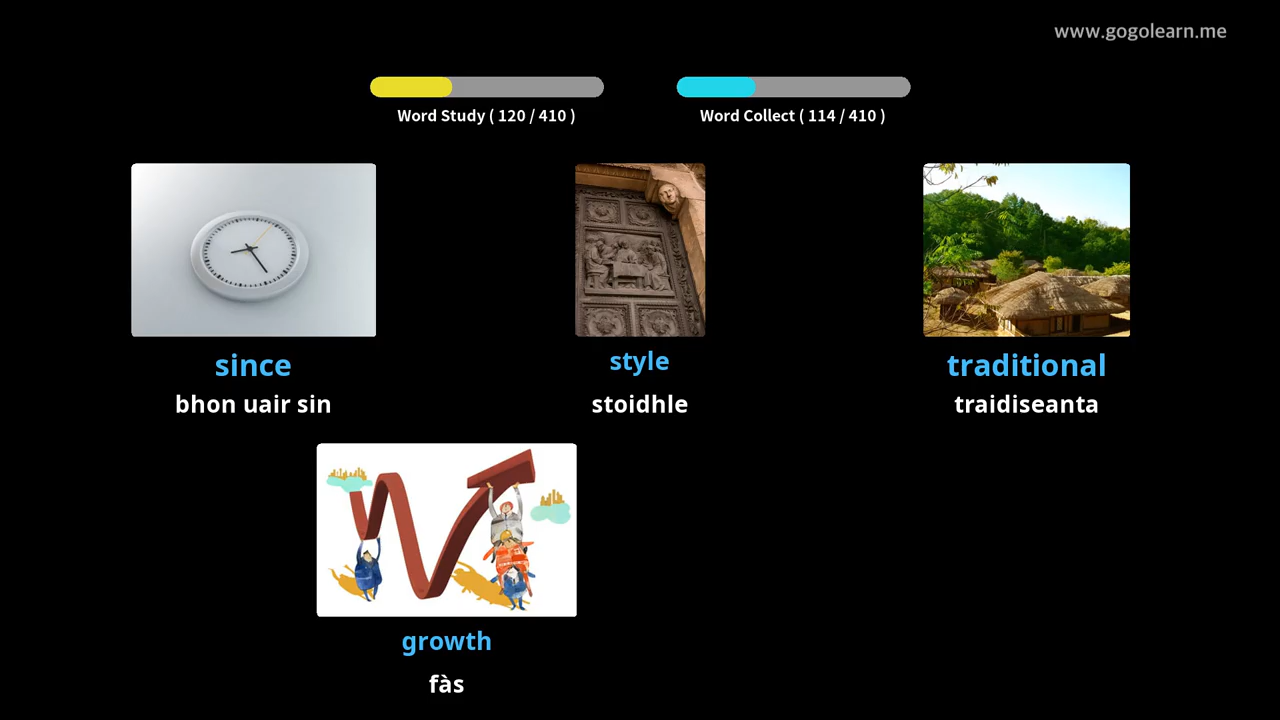 www.gogolearn.me
Word Study ( 120 / 410 )
Word Collect ( 114 / 410 )
since
style
traditional
bhon uair sin
stoidhle
traidiseanta
growth
fàs